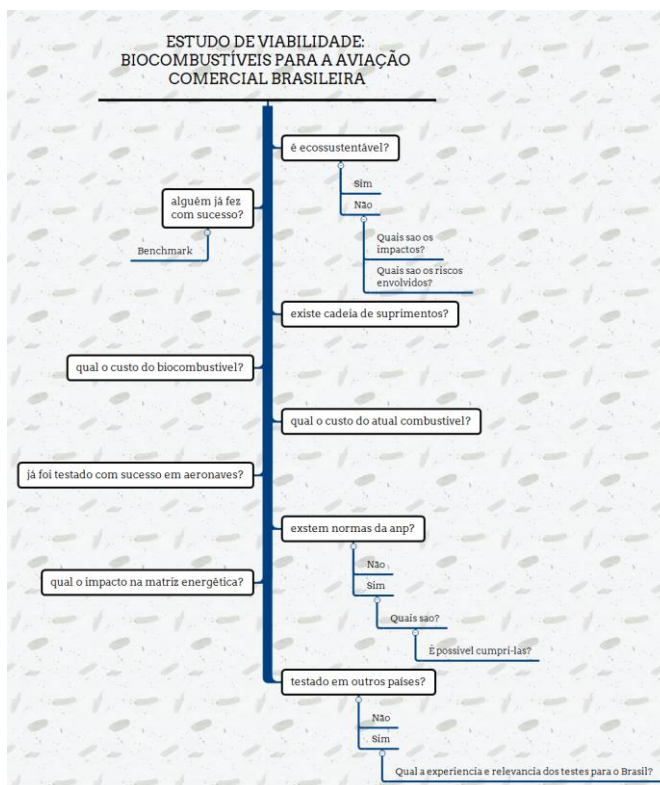 ESTUDO DE VIABILIDADE:
BIOCOMBUSTÍVEIS PARA A AVIAÇÃO
COMERCIAL BRASILEIRA
é ecossustentável?
Sim
Não
Quais sao os
impactos?
Quais sao os riscos
envolvidos?
alguém já fez
com sucesso?
Benchmark
existe cadeia de suprimentos?
qual o custo do biocombustível?
qual o custo do atual combustível?
já foi testado com sucesso em aeronaves?
exstem normas da anp?
Não
Sim
Quais sao?
É possível cumprí-las?
qual o impacto na matriz energética?
testado em outros países?
Não
Sim
Qual a experiencia e relevancia dos testes para o Brasil?